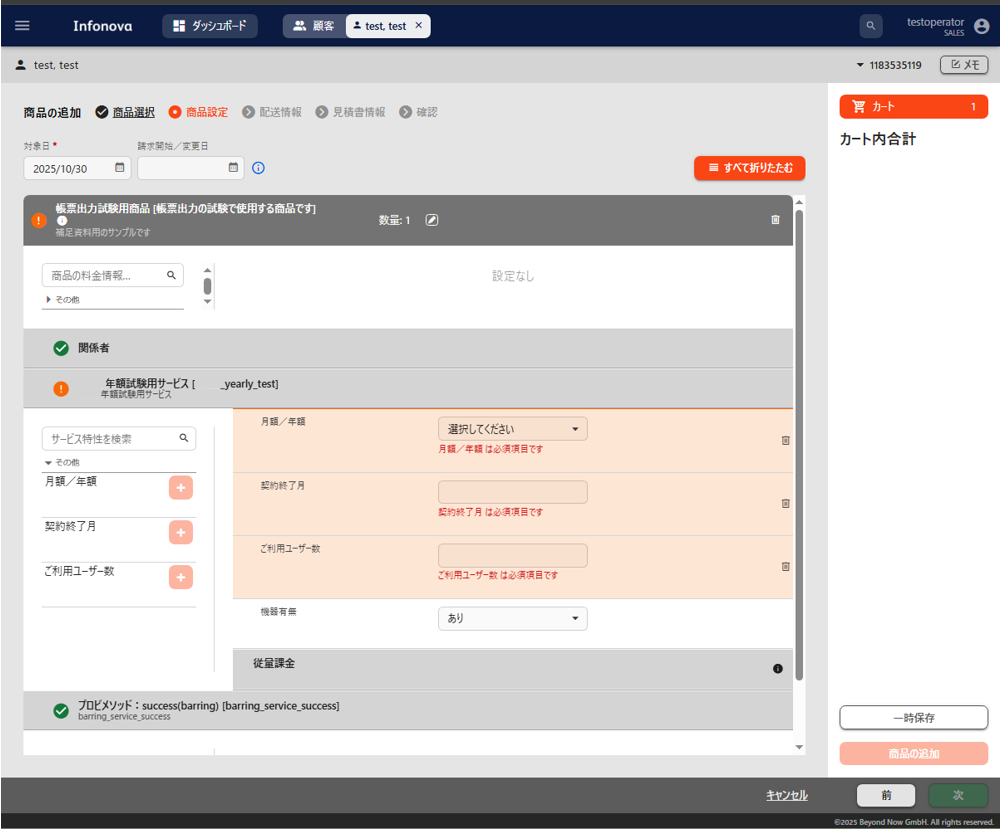 Infonova
ダッシュボード
顧客
test, test ×
testoperator
SALES
test, test
1183535119
メモ
商品の追加
商品選択
商品設定
配送情報
見積書情報
確認
カート
1
カート内合計
対象日 *
請求開始／変更日
2025/10/30
すべて折りたたむ
帳票出力試験用商品 [帳票出力の試験で使用する商品です]
補足資料用のサンプルです
数量: 1
商品の料金情報...
その他
設定なし
関係者
年額試験用サービス [
_yearly_test]
年額試験用サービス
サービス特性を検索
その他
月額／年額
契約終了月
ご利用ユーザー数
月額／年額
選択してください
月額／年額 は必須項目です
契約終了月
契約終了月 は必須項目です
ご利用ユーザー数
ご利用ユーザー数 は必須項目です
機器有無
あり
従量課金
プロビメソッド：success(barring) [barring_service_success]
barring_service_success
一時保存
商品の追加
キャンセル
前
次
©2025 Beyond Now GmbH. All rights reserved.